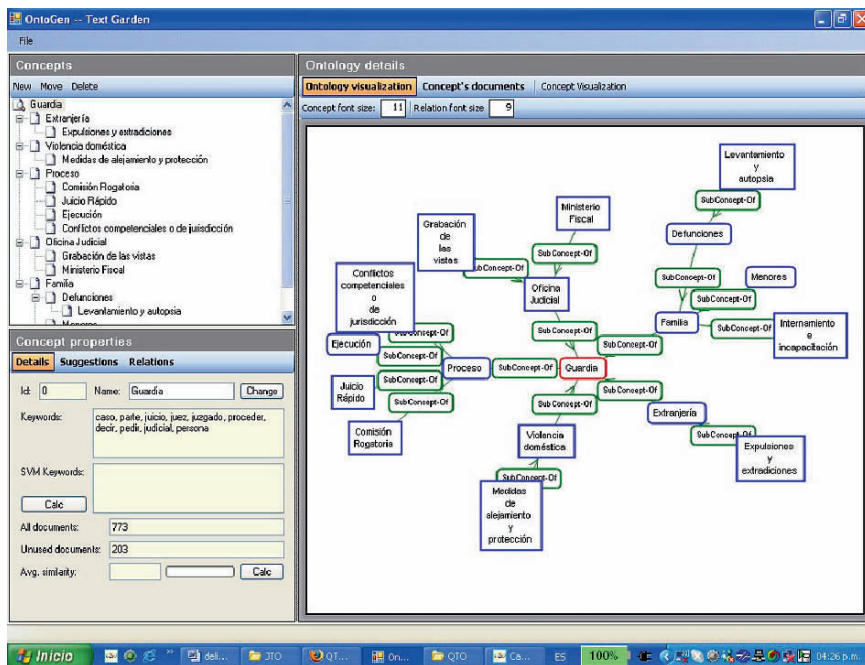 OntoGen -- Text Garden
File
Concepts
New Move Delete
Guardia
Extranjería
Expulsiones y extradiciones
Violencia doméstica
Medidas de alejamiento y protección
Proceso
Comisión Rogatoria
Juicio Rápido
Ejecución
Conflictos competenciales o de jurisdicción
Oficina Judicial
Grabación de las vistas
Ministerio Fiscal
Familia
Defunciones
Levantamiento y autopsia
Menores
Concept properties
Details Suggestions Relations
Id: 0 Name: Guardia Change
Keywords: caso, parte, juicio, juez, juzgado, proceder,
decir, pedir, judicial, persona
SVM Keywords:
Calc
All documents: 773
Unused documents: 203
Avg. similarity: Calc
Ontology details
Ontology visualization Concept's documents Concept Visualization
Concept font size: 11 Relation font size: 9
Levantamiento
y
autopsia
SubConcept-Of
Defunciones
SubConcept-Of
Menores
SubConcept-Of
Familia
SubConcept-Of
Internamiento
e
incapacitación
SubConcept-Of
Ministerio
Fiscal
SubConcept-Of
Grabación
de
las
vistas
SubConcept-Of
Oficina
Judicial
SubConcept-Of
Conflictos
competenciales
o
de
jurisdicción
SubConcept-Of
Ejecución
SubConcept-Of
Juicio
Rápido
SubConcept-Of
Comisión
Rogatoria
SubConcept-Of
Proceso
SubConcept-Of
Guardia
SubConcept-Of
Extranjería
SubConcept-Of
Expulsiones
y
extradiciones
SubConcept-Of
Violencia
doméstica
SubConcept-Of
Medidas
de
alejamiento
y
protección
Inicio deli... JTO QT... On... QTO Ca... ES 100% 04:26 p.m.